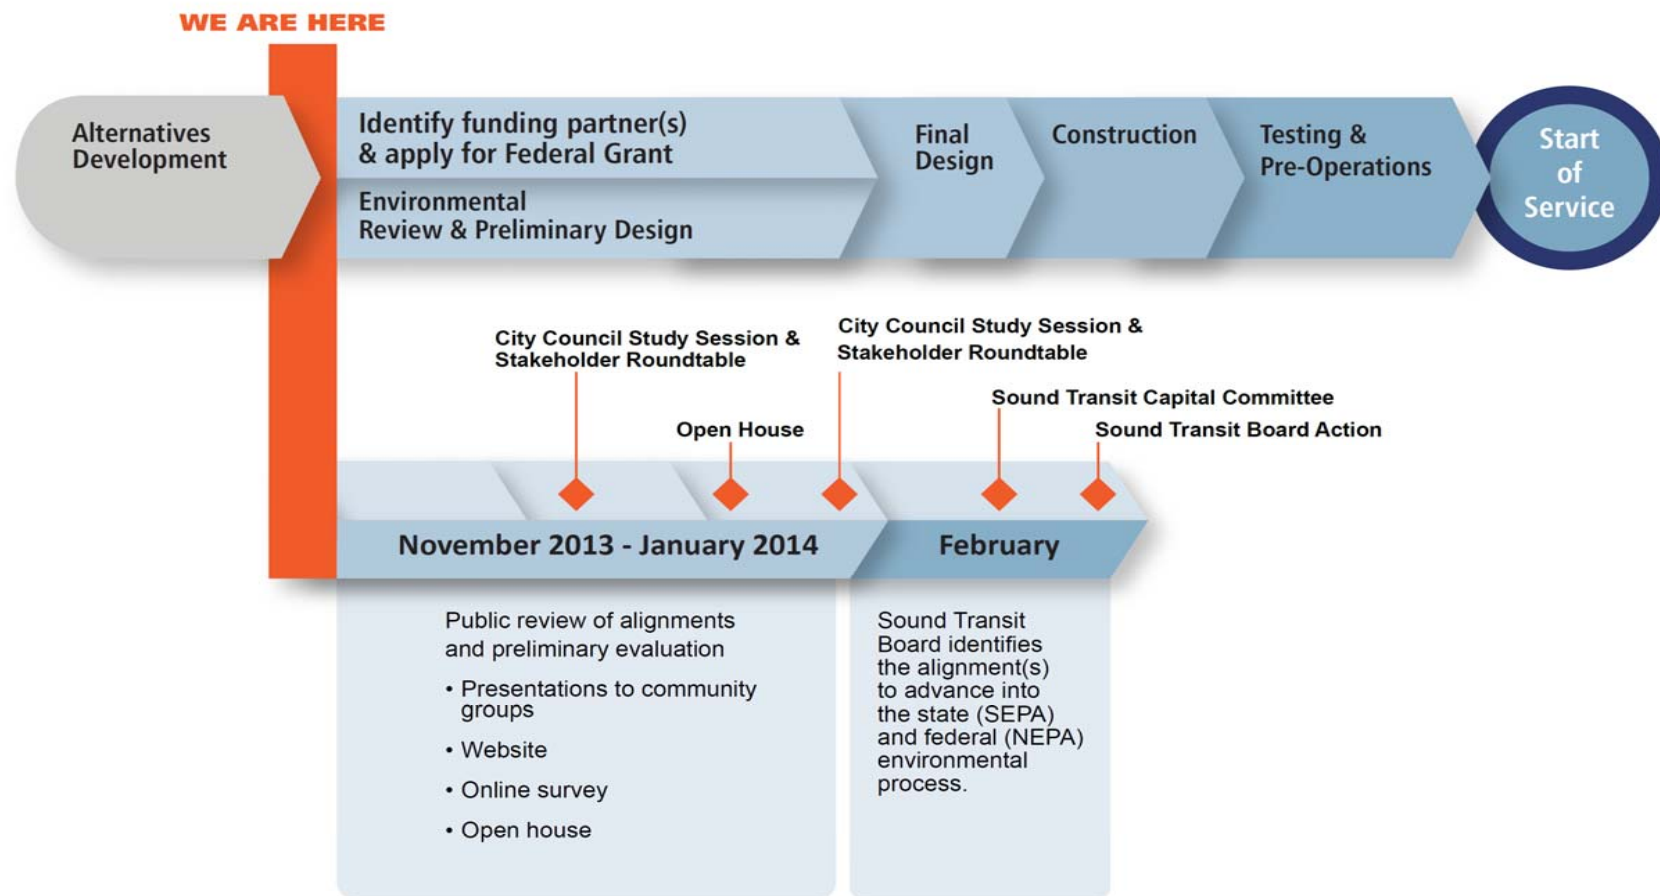 WE ARE HERE
Alternatives
Development
Identify funding partner(s)
& apply for Federal Grant
Environmental
Review & Preliminary Design
Final
Design
Construction
Testing &
Pre-Operations
Start
of
Service
City Council Study Session &
Stakeholder Roundtable
Open House
City Council Study Session &
Stakeholder Roundtable
Sound Transit Capital Committee
Sound Transit Board Action
November 2013 - January 2014
February
Public review of alignments
and preliminary evaluation
• Presentations to community
groups
• Website
• Online survey
• Open house
Sound Transit
Board identifies
the alignment(s)
to advance into
the state (SEPA)
and federal (NEPA)
environmental
process.